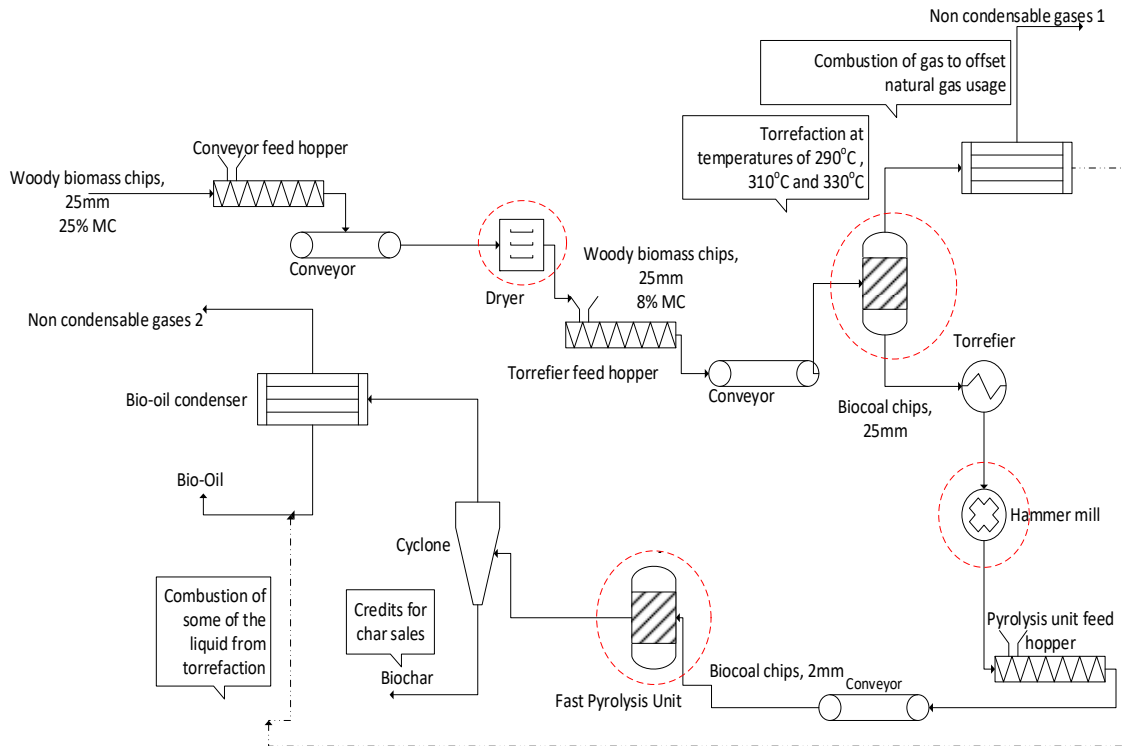 Non condensable gases 1
Combustion of gas to offset
natural gas usage
Torrefaction at
temperatures of 290°C ,
310°C and 330°C
Conveyor feed hopper
Woody biomass chips,
25mm
25% MC
Conveyor
Dryer
Woody biomass chips,
25mm
8% MC
Torrefier feed hopper
Conveyor
Torrefier
Biocoal chips,
25mm
Non condensable gases 2
Bio-oil condenser
Bio-Oil
Cyclone
Hammer mill
Combustion of
some of the
liquid from
torrefaction
Credits for
char sales
Biochar
Fast Pyrolysis Unit
Biocoal chips, 2mm
Conveyor
Pyrolysis unit feed
hopper